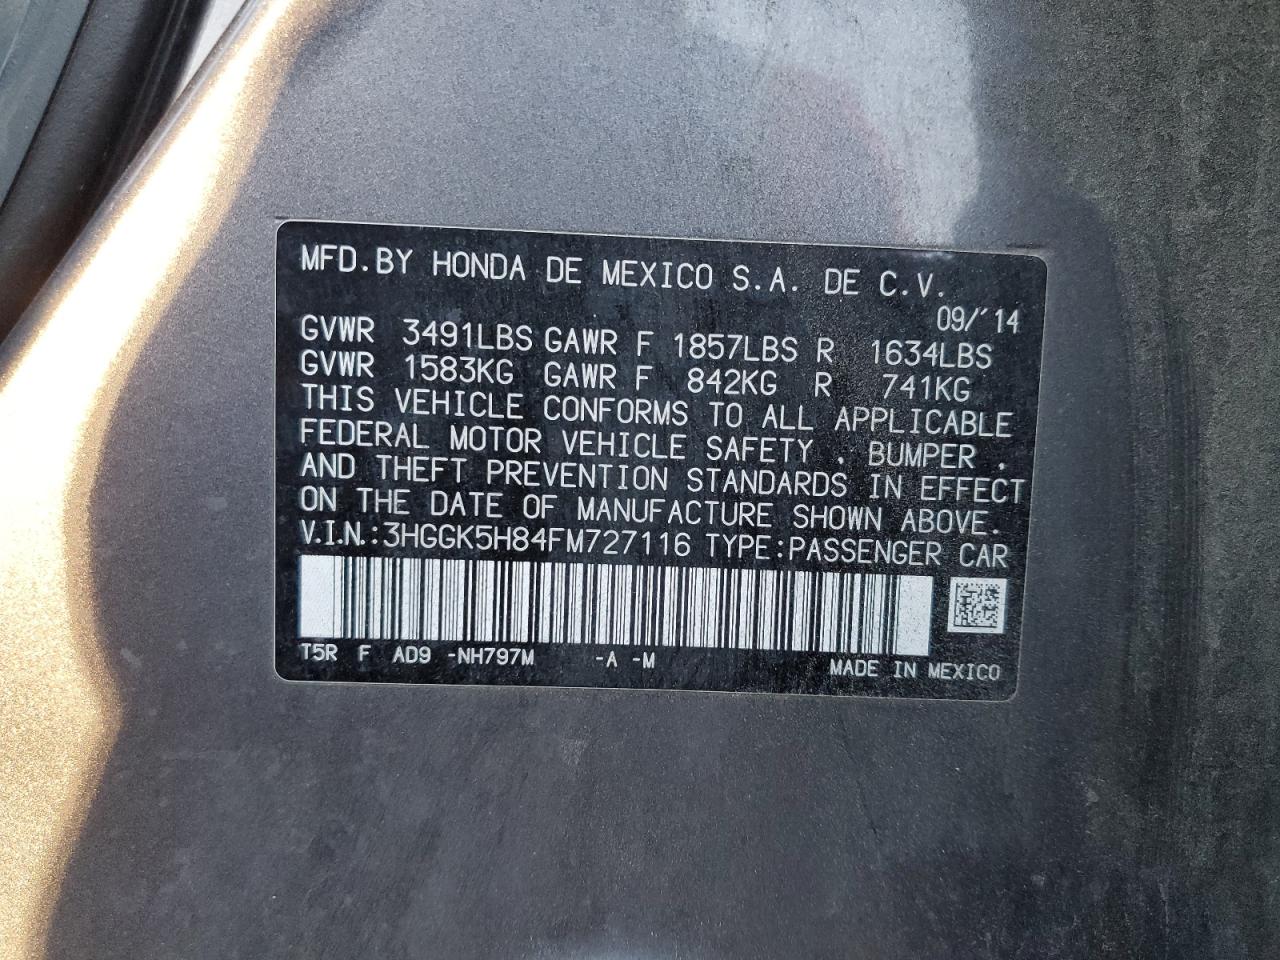 MFD.BY HONDA DE MEXICO S.A. DE C.V.
09/'14
GVWR 3491LBS GAWR F 1857LBS R 1634LBS
GVWR 1583KG GAWR F 842KG R 741KG
THIS VEHICLE CONFORMS TO ALL APPLICABLE
FEDERAL MOTOR VEHICLE SAFETY , BUMPER ,
AND THEFT PREVENTION STANDARDS IN EFFECT
ON THE DATE OF MANUFACTURE SHOWN ABOVE.
V.I.N.:3HGGK5H84FM727116 TYPE:PASSENGER CAR
T5R F AD9 -NH797M -A -M
MADE IN MEXICO